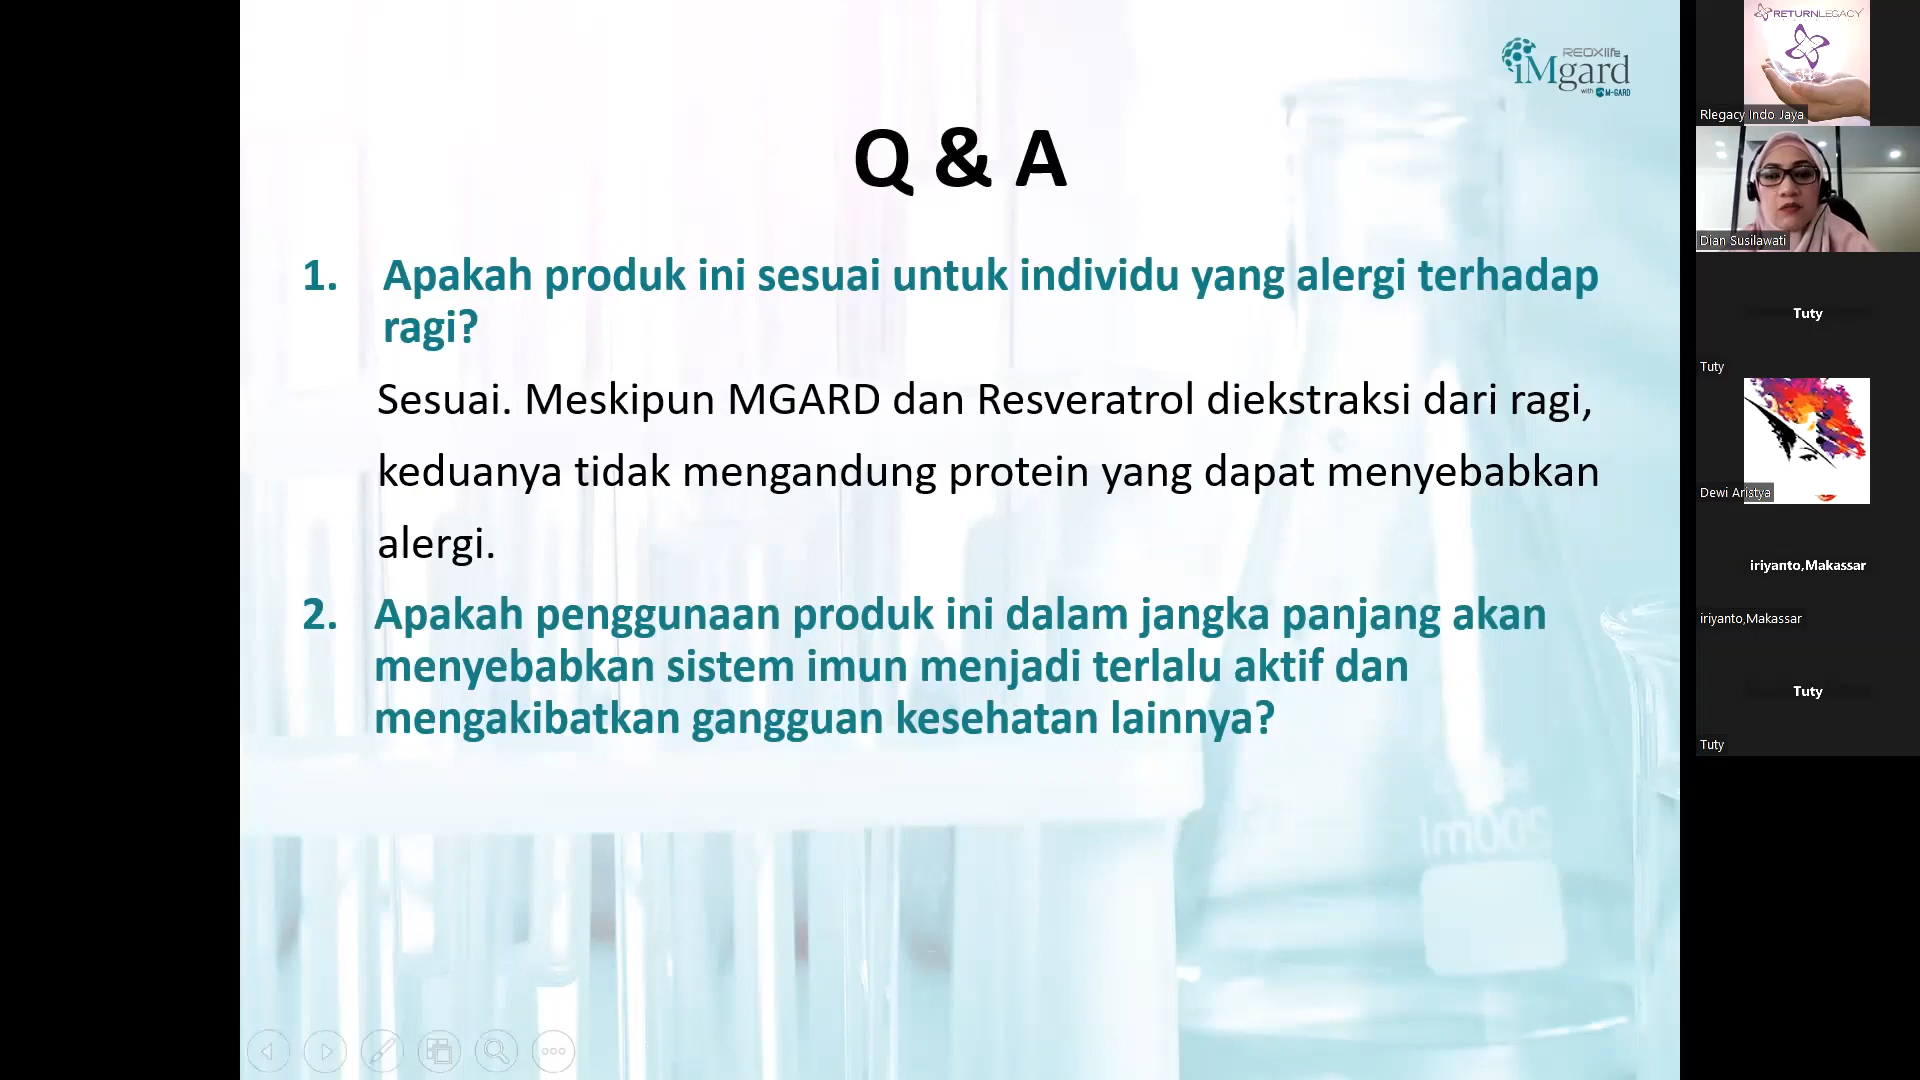 REOXlife
iMgard
with M-GARD
Q & A
1. Apakah produk ini sesuai untuk individu yang alergi terhadap
ragi?
Sesuai. Meskipun MGARD dan Resveratrol diekstraksi dari ragi,
keduanya tidak mengandung protein yang dapat menyebabkan
alergi.
2. Apakah penggunaan produk ini dalam jangka panjang akan
menyebabkan sistem imun menjadi terlalu aktif dan
mengakibatkan gangguan kesehatan lainnya?
200ml
RETURNLEGACY
Rlegacy Indo Jaya
Dian Susilawati
Tuty
Tuty
Dewi Aristya
iriyanto,Makassar
iriyanto,Makassar
Tuty
Tuty